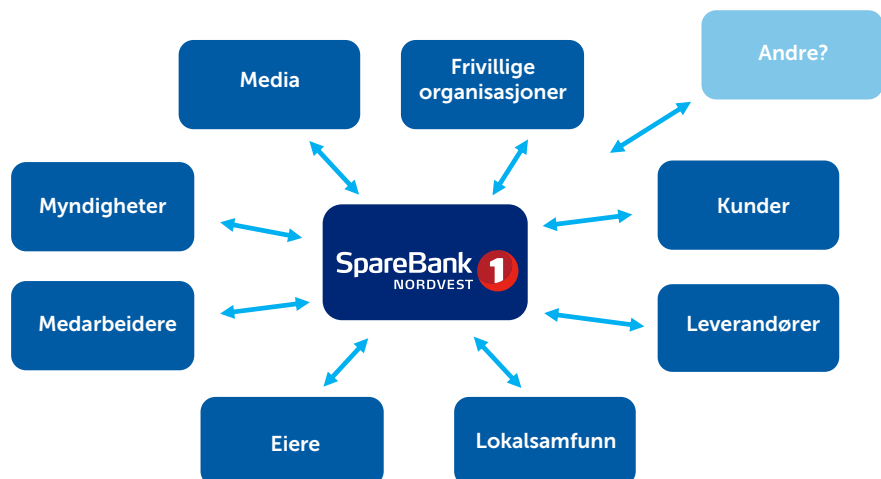 Andre?
Media
Frivillige
organisasjoner
Myndigheter
Kunder
SpareBank 1
NORDVEST
Medarbeidere
Leverandører
Eiere
Lokalsamfunn